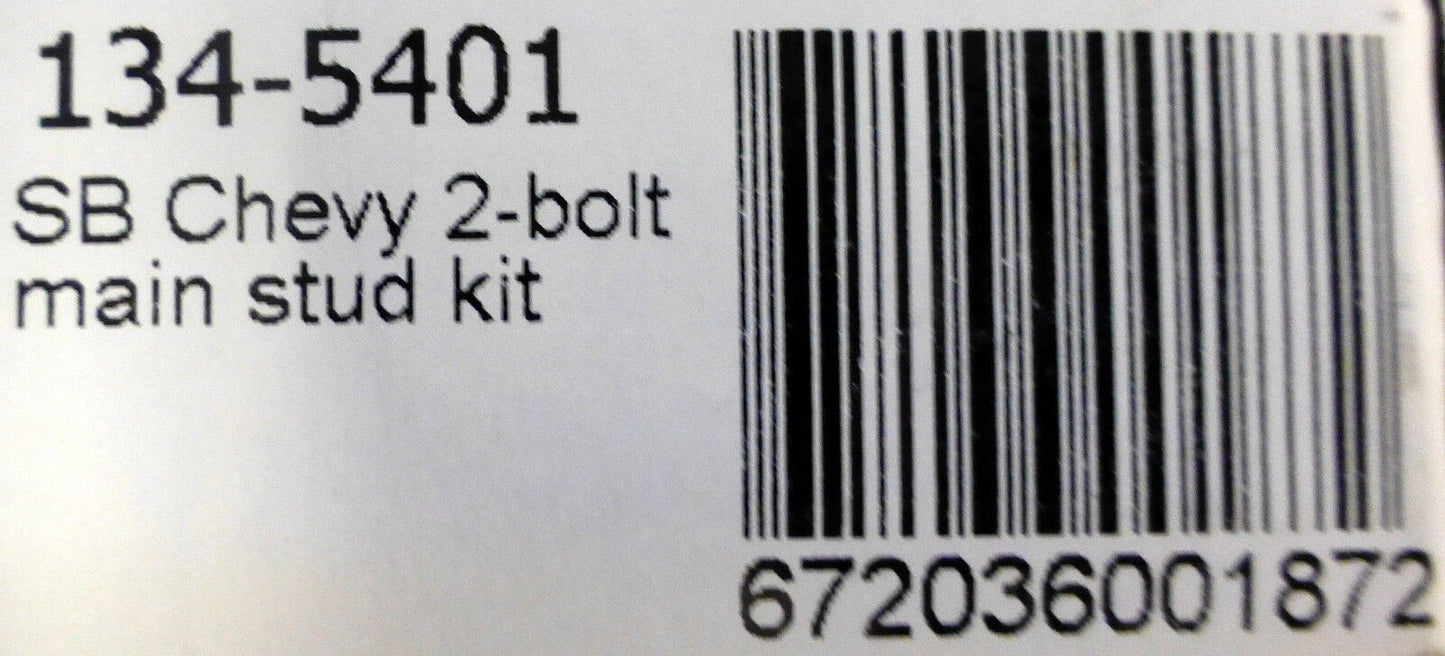 134-5401
SB Chevy 2-bolt
main stud kit
672036001872